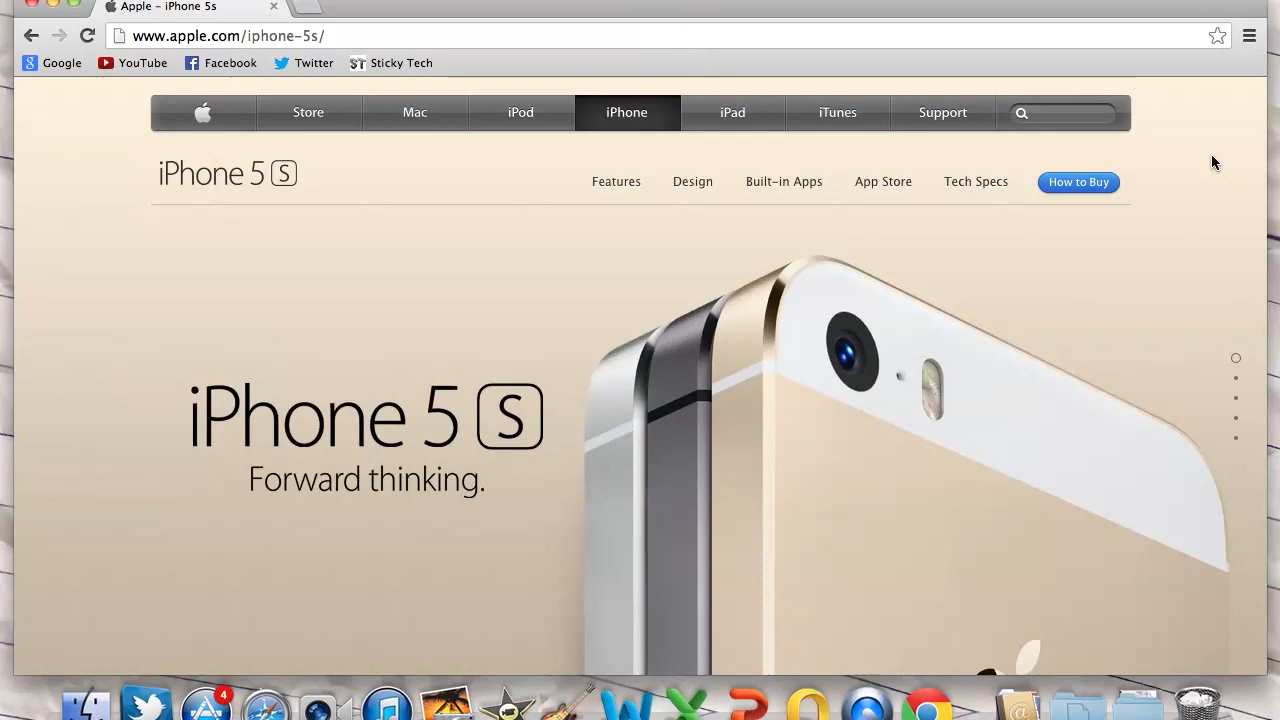 Apple - iPhone 5s
www.apple.com/iphone-5s/
Google YouTube Facebook Twitter Sticky Tech
Store Mac iPod iPhone iPad iTunes Support
iPhone 5 S
Features Design Built-in Apps App Store Tech Specs How to Buy
iPhone 5 S
Forward thinking.
4